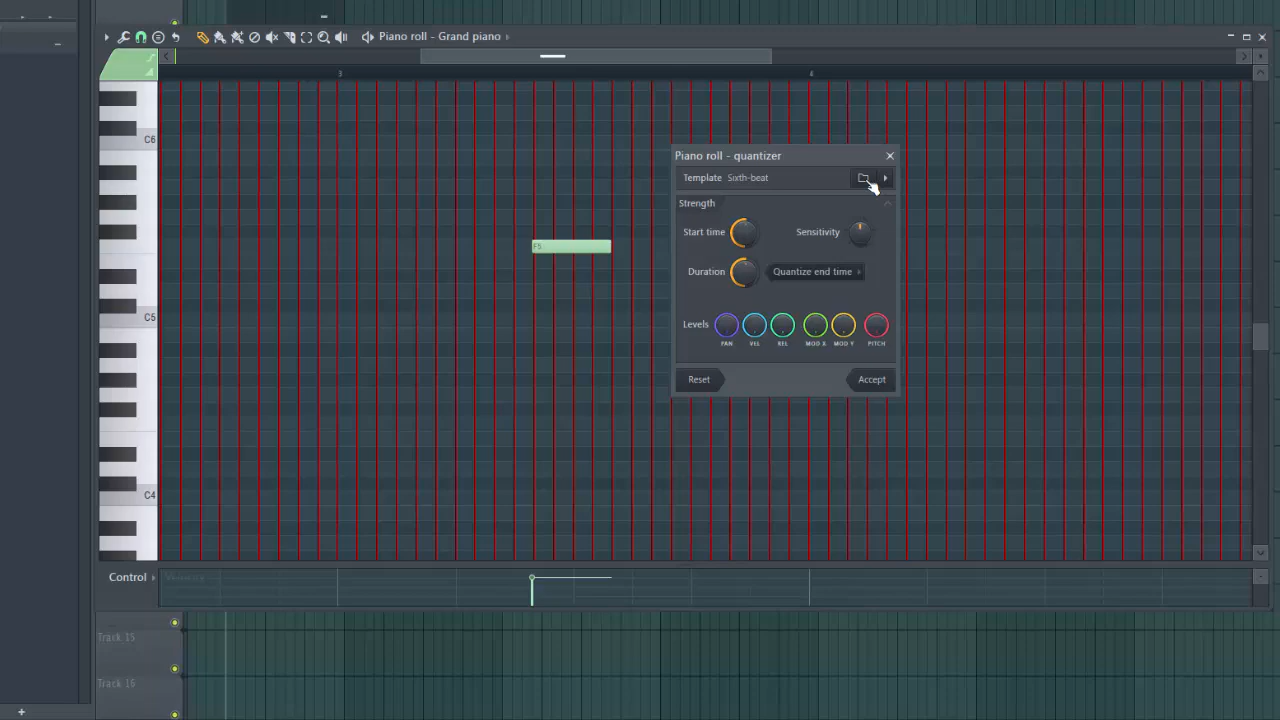 Piano roll - Grand piano
3 4
C6
Piano roll - quantizer
Template Sixth-beat
Strength
Start time Sensitivity
F5
Duration Quantize end time
C5
Levels
PAN VEL REL MOD X MOD Y PITCH
Reset Accept
C4
Control
Track 15
Track 16